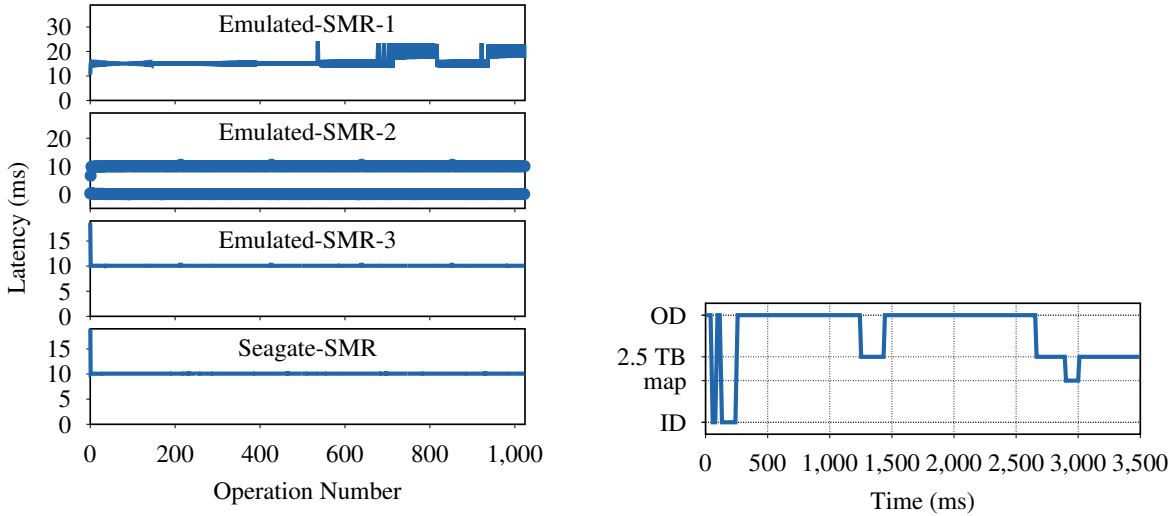 Emulated-SMR-1
30
20
10
0
Emulated-SMR-2
20
10
0
Emulated-SMR-3
15
10
5
0
Seagate-SMR
15
10
5
0
0 200 400 600 800 1,000
Operation Number
Latency (ms)
OD
2.5 TB
map
ID
0 500 1,000 1,500 2,000 2,500 3,000 3,500
Time (ms)